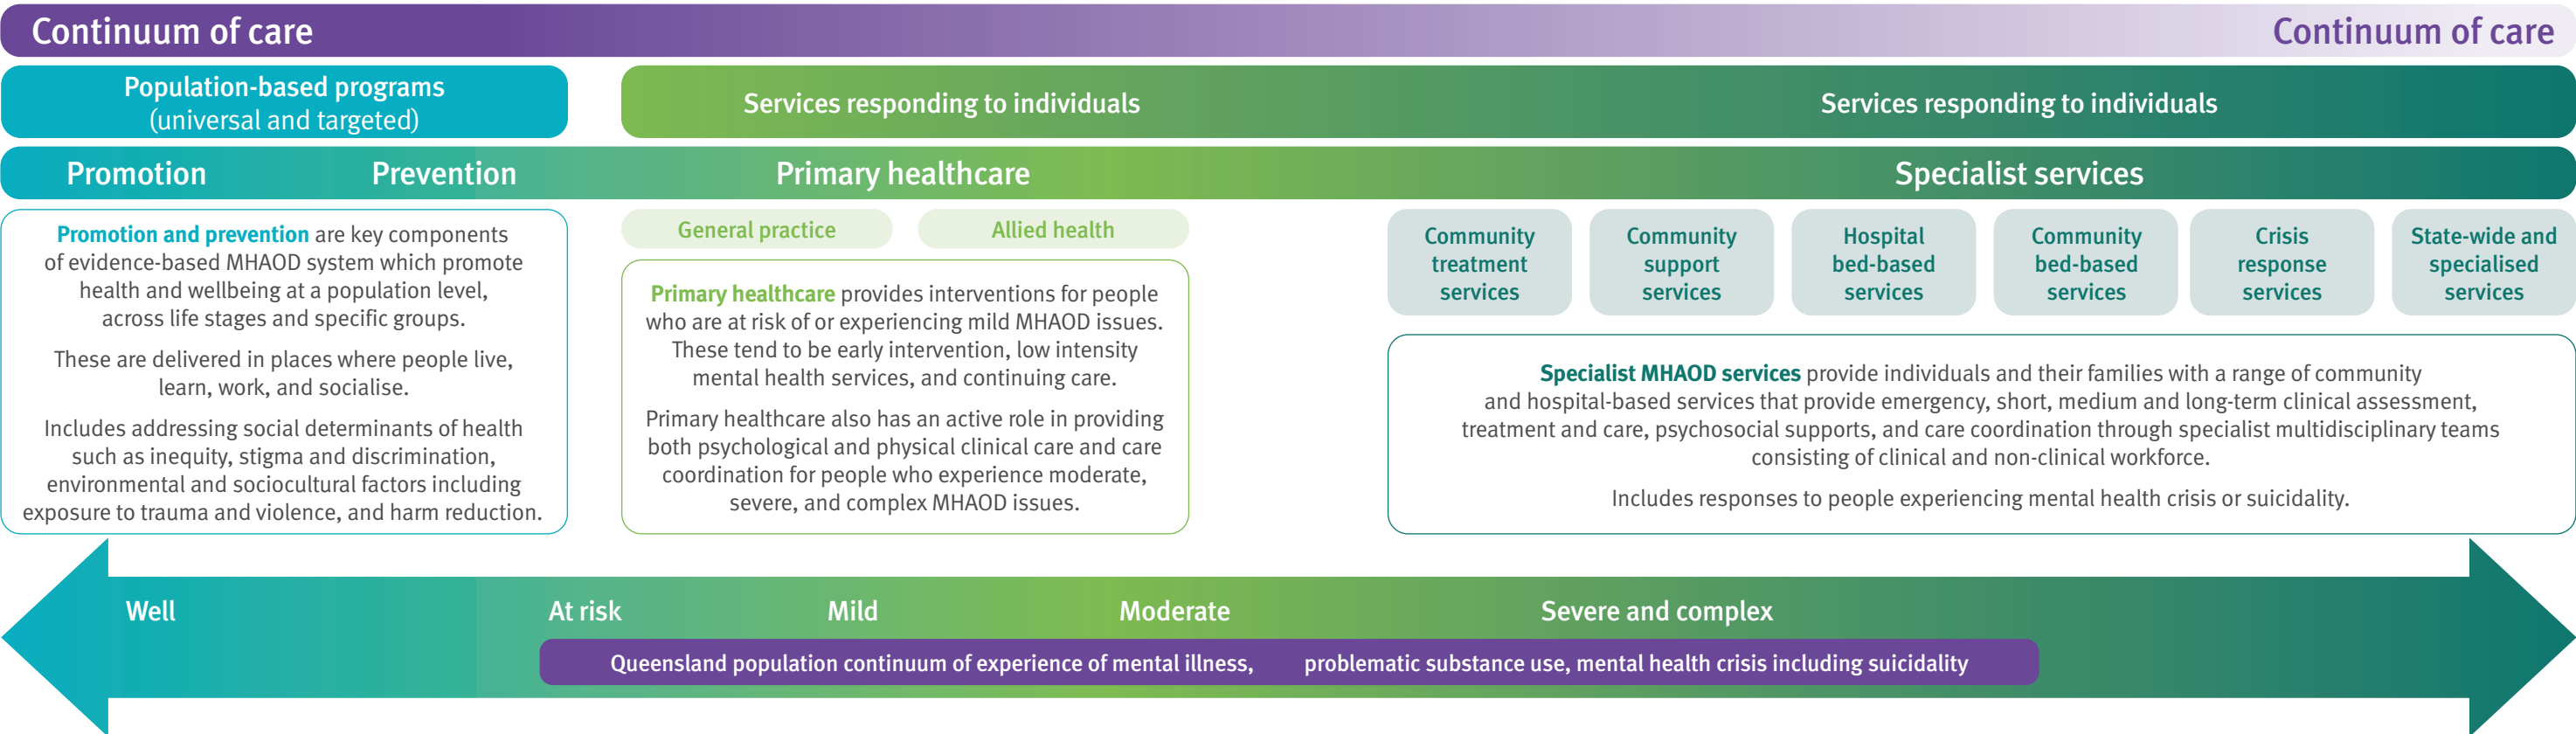 Continuum of care
Continuum of care
Population-based programs
(universal and targeted)
Services responding to individuals
Services responding to individuals
Promotion
Prevention
Primary healthcare
Specialist services
Promotion and prevention are key components
of evidence-based MHAOD system which promote
health and wellbeing at a population level,
across life stages and specific groups.
These are delivered in places where people live,
learn, work, and socialise.
Includes addressing social determinants of health
such as inequity, stigma and discrimination,
environmental and sociocultural factors including
exposure to trauma and violence, and harm reduction.
General practice
Allied health
Primary healthcare provides interventions for people
who are at risk of or experiencing mild MHAOD issues.
These tend to be early intervention, low intensity
mental health services, and continuing care.
Primary healthcare also has an active role in providing
both psychological and physical clinical care and care
coordination for people who experience moderate,
severe, and complex MHAOD issues.
Community
treatment
services
Community
support
services
Hospital
bed-based
services
Community
bed-based
services
Crisis
response
services
State-wide and
specialised
services
Specialist MHAOD services provide individuals and their families with a range of community
and hospital-based services that provide emergency, short, medium and long-term clinical assessment,
treatment and care, psychosocial supports, and care coordination through specialist multidisciplinary teams
consisting of clinical and non-clinical workforce.
Includes responses to people experiencing mental health crisis or suicidality.
Well
At risk
Mild
Moderate
Severe and complex
Queensland population continuum of experience of mental illness, problematic substance use, mental health crisis including suicidality